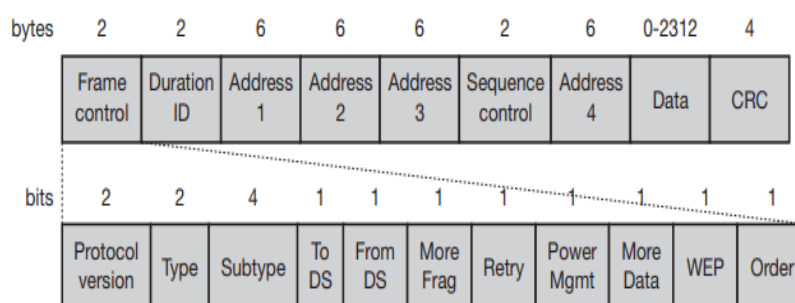 bytes 2 2 6 6 6 2 6 0-2312 4
Frame control Duration ID Address 1 Address 2 Address 3 Sequence control Address 4 Data CRC
bits 2 2 4 1 1 1 1 1 1 1 1
Protocol version Type Subtype To DS From DS More Frag Retry Power Mgmt More Data WEP Order